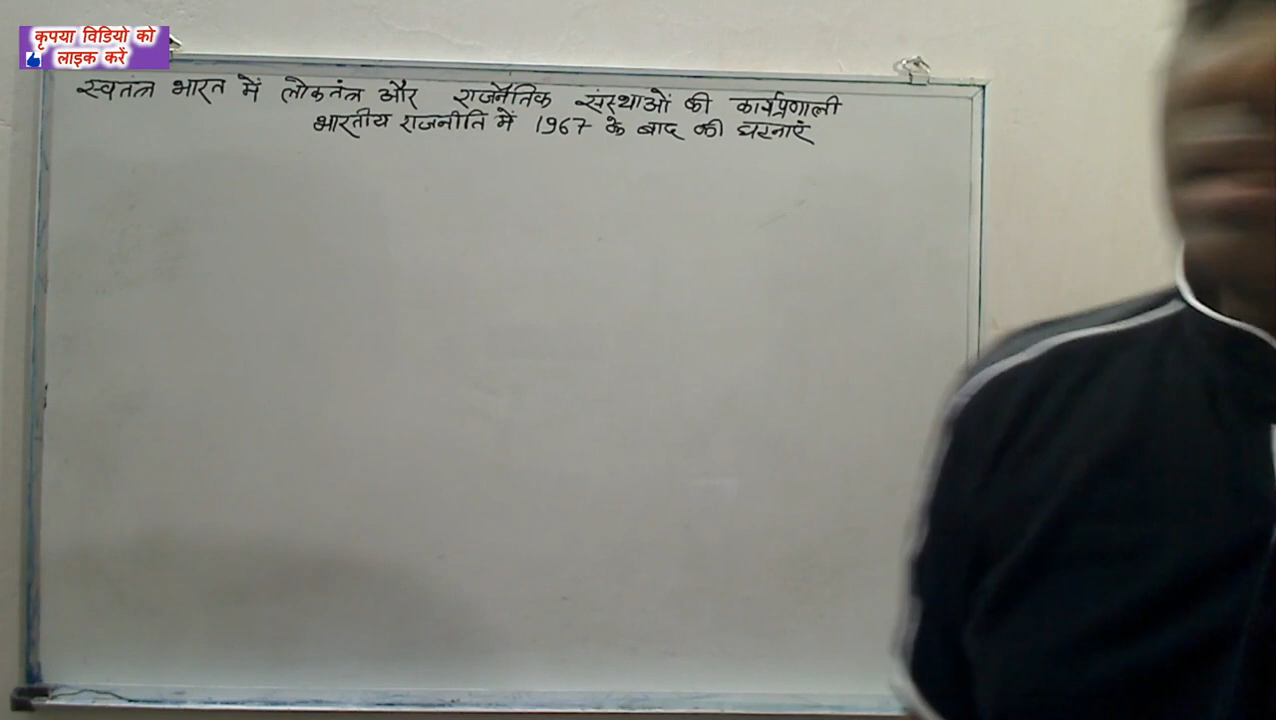 कृपया विडियो को
लाइक करें
स्वतंत्र भारत में लोकतंत्र और राजनैतिक संस्थाओं की कार्यप्रणाली
भारतीय राजनीति में 1967 के बाद की घटनाएं